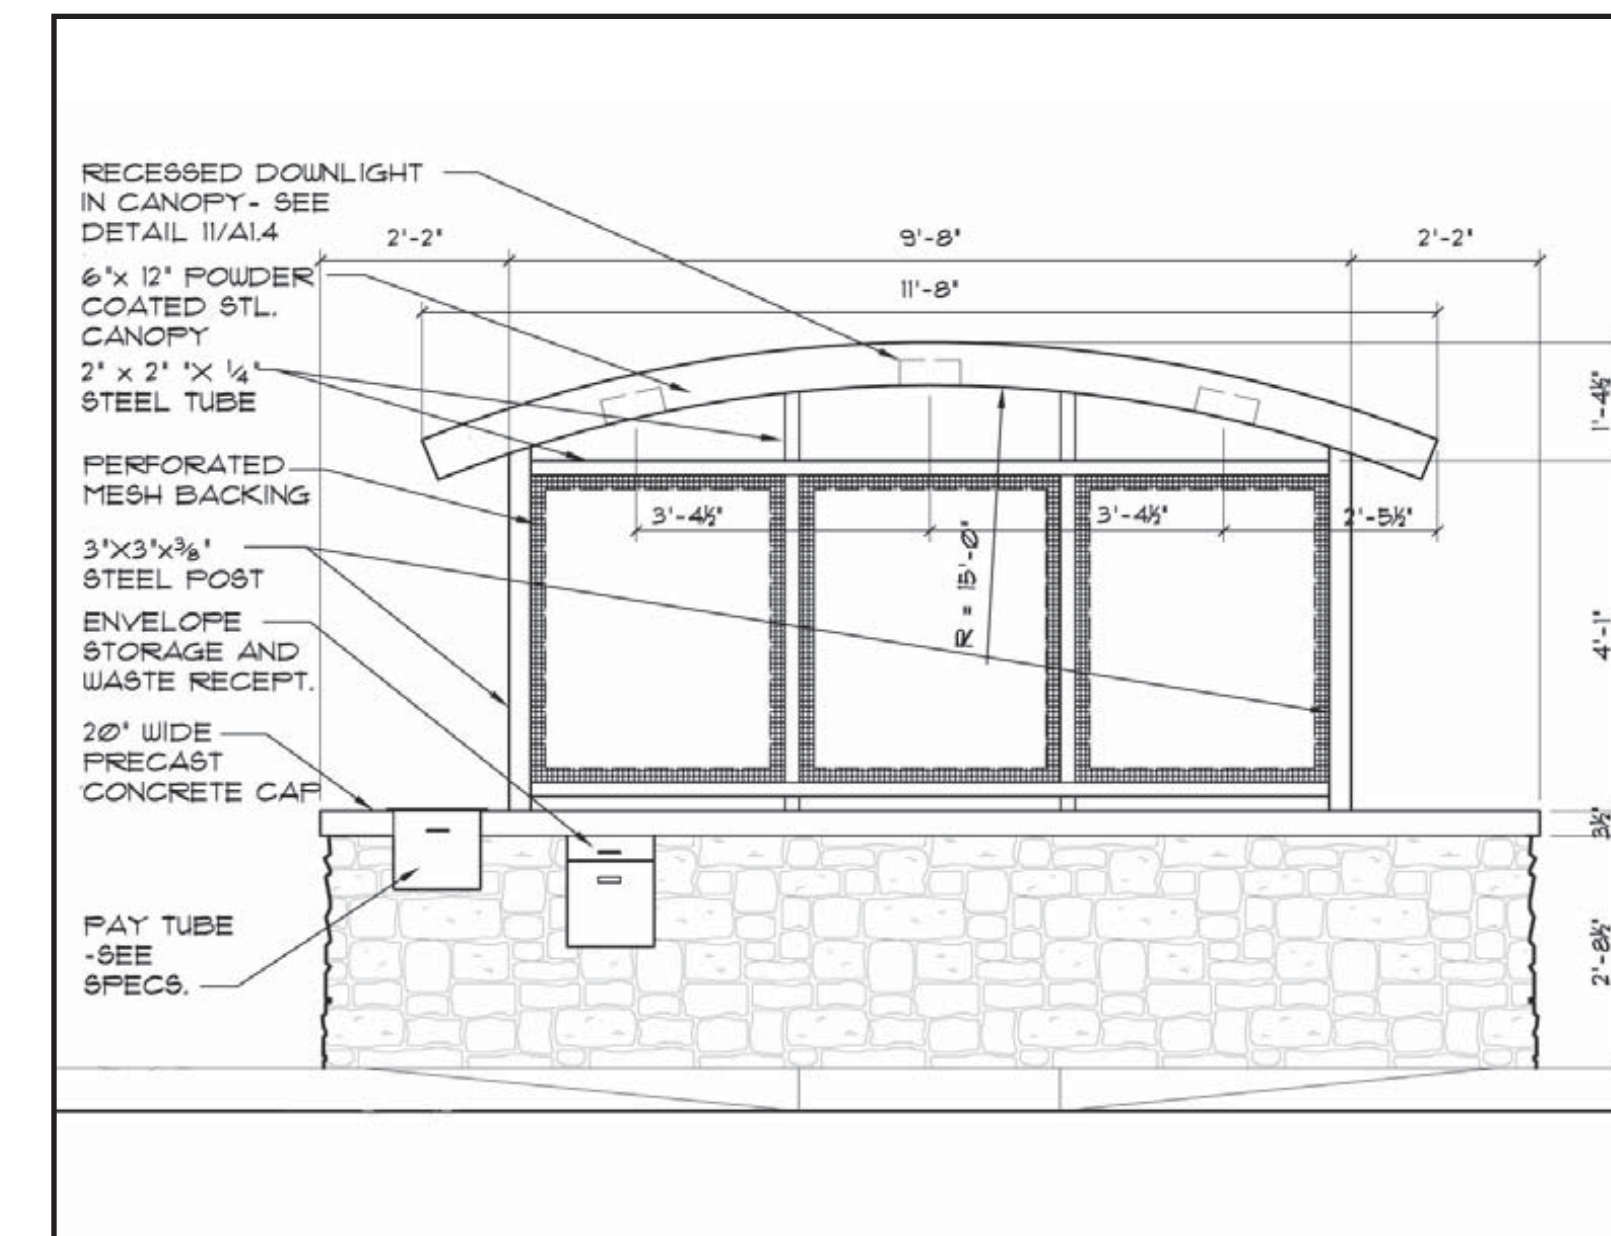 RECESSED DOWNLIGHT
IN CANOPY- SEE
DETAIL 11/A1.4
2'-2"
9'-8"
2'-2"
11'-8"
6"x 12" POWDER
COATED STL.
CANOPY
2" x 2" "X 1/4"
STEEL TUBE
1'-4½"
PERFORATED
MESH BACKING
3'-4½"
3'-4½"
2'-5½"
R = 15'-0"
3"X3"x3/8"
STEEL POST
4'-1"
ENVELOPE
STORAGE AND
WASTE RECEPT.
20" WIDE
PRECAST
CONCRETE CAP
3½"
PAY TUBE
-SEE
SPECS.
2'-8½"